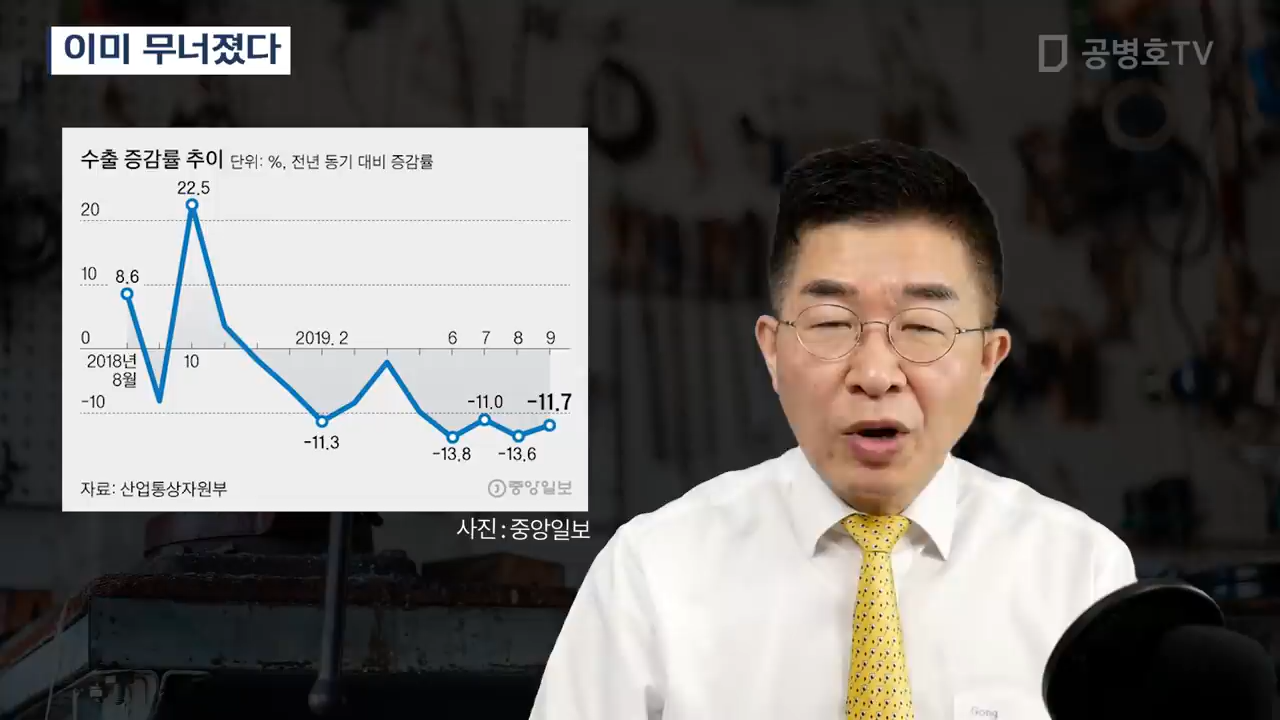 이미 무너졌다
공병호TV
수출 증감률 추이 단위: %, 전년 동기 대비 증감률
22.5
20
10
8.6
0
2019. 2
6
7
8
9
2018년
8월
10
-10
-11.0
-11.7
-11.3
-13.8
-13.6
자료: 산업통상자원부
중앙일보
사진 : 중앙일보
Gong